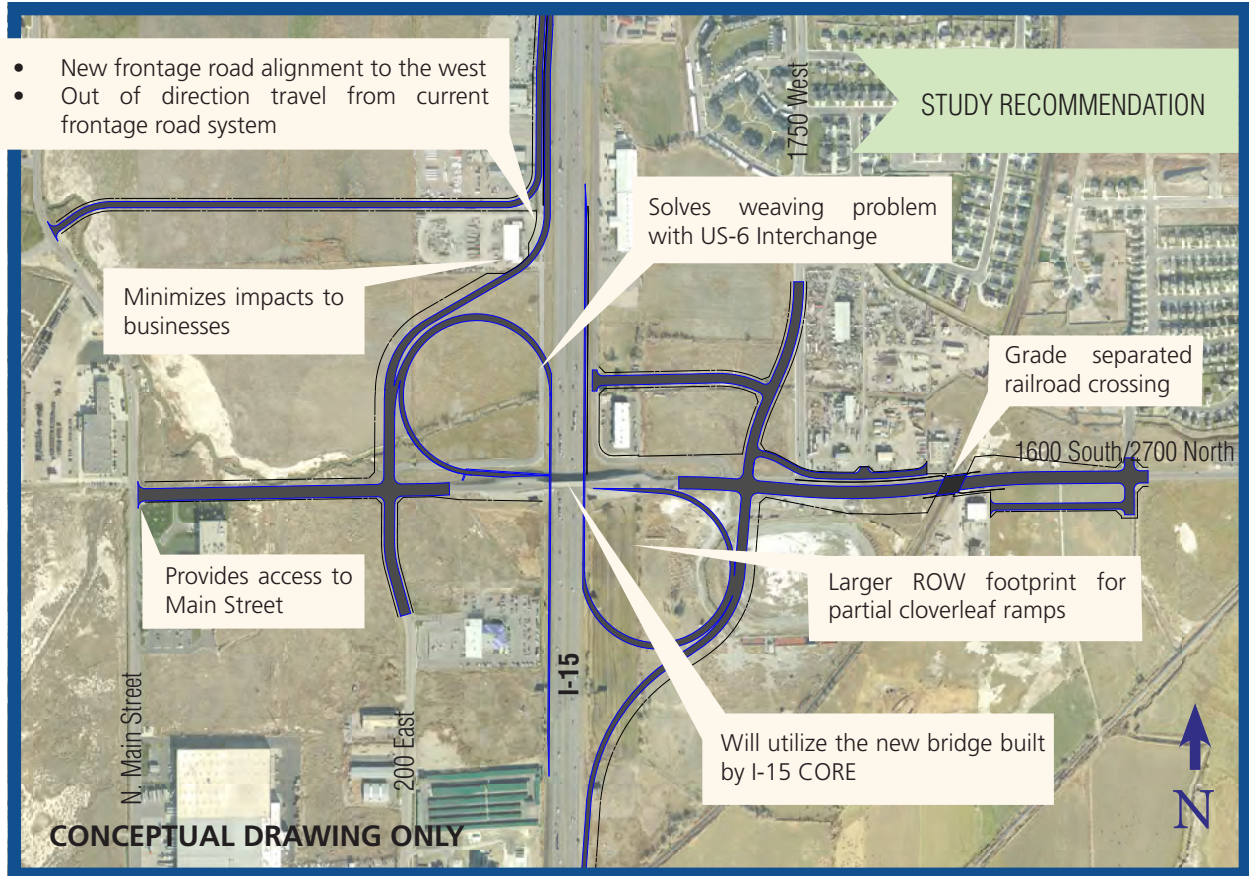 • New frontage road alignment to the west
• Out of direction travel from current
frontage road system
1750 West
STUDY RECOMMENDATION
Solves weaving problem
with US-6 Interchange
Minimizes impacts to
businesses
Grade separated
railroad crossing
1600 South/2700 North
Provides access to
Main Street
Larger ROW footprint for
partial cloverleaf ramps
I-15
N. Main Street
200 East
Will utilize the new bridge built
by I-15 CORE
N
CONCEPTUAL DRAWING ONLY